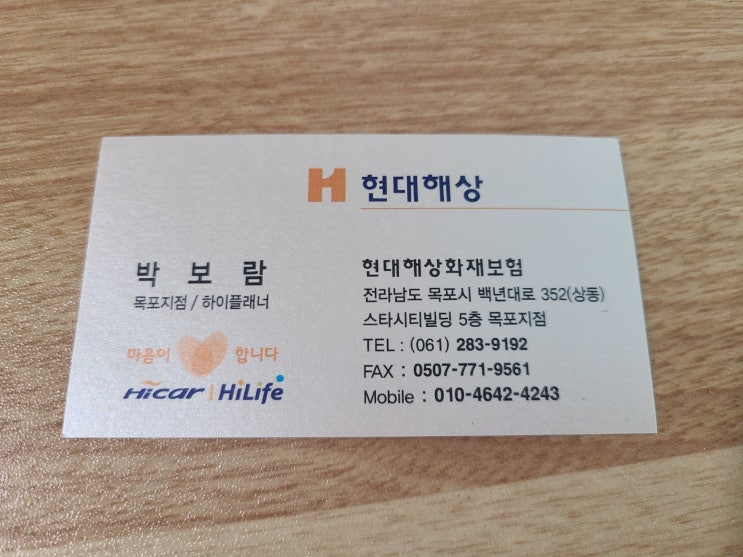 현대해상
박 보 람
목포지점 / 하이플래너
마음이 합니다
Hicar | HiLife
현대해상화재보험
전라남도 목포시 백년대로 352(상동)
스타시티빌딩 5층 목포지점
TEL : (061) 283-9192
FAX : 0507-771-9561
Mobile : 010-4642-4243